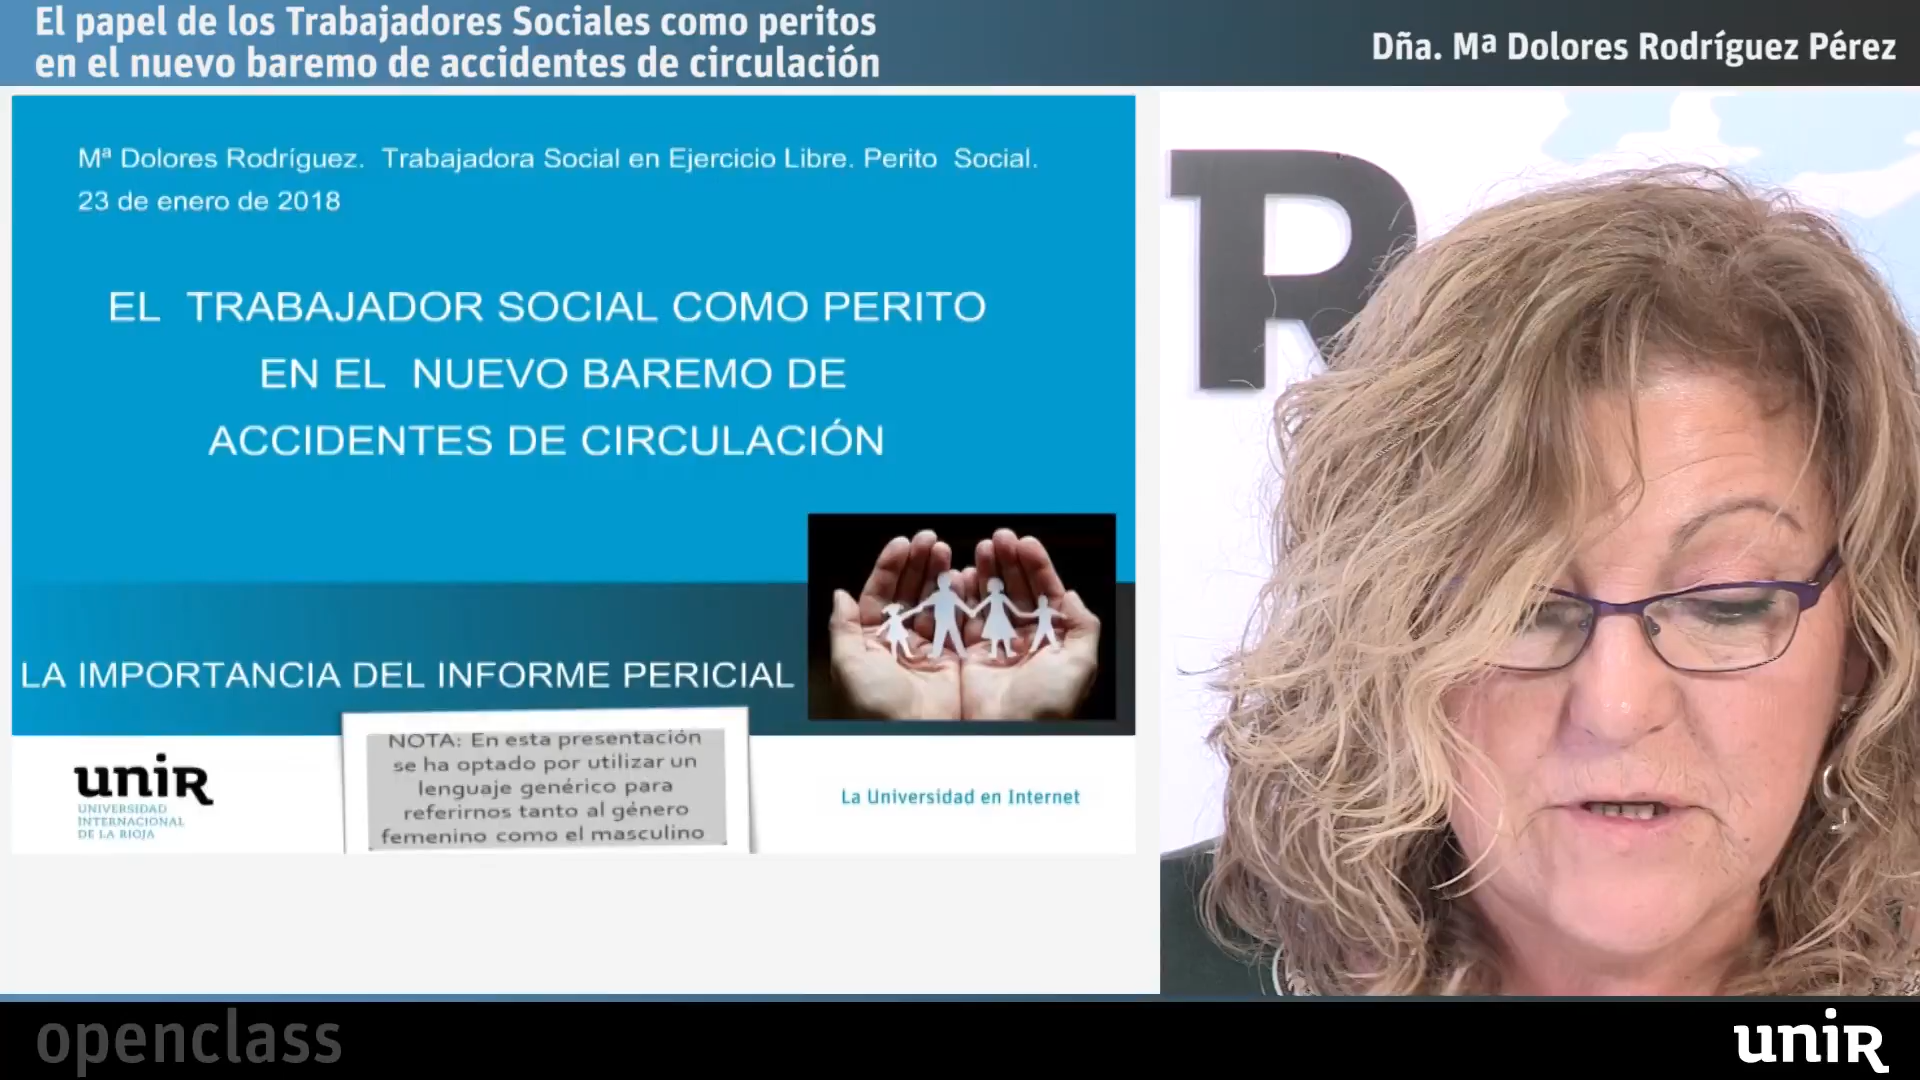 El papel de los Trabajadores Sociales como peritos
en el nuevo baremo de accidentes de circulación
Dña. Mª Dolores Rodríguez Pérez
Mª Dolores Rodríguez.  Trabajadora Social en Ejercicio Libre. Perito  Social.
23 de enero de 2018
EL  TRABAJADOR SOCIAL COMO PERITO
EN EL  NUEVO BAREMO DE
ACCIDENTES DE CIRCULACIÓN
LA IMPORTANCIA DEL INFORME PERICIAL
NOTA: En esta presentación
se ha optado por utilizar un
lenguaje genérico para
referirnos tanto al género
femenino como el masculino
uniR
UNIVERSIDAD
INTERNACIONAL
DE LA RIOJA
La Universidad en Internet
R
openclass
uniR